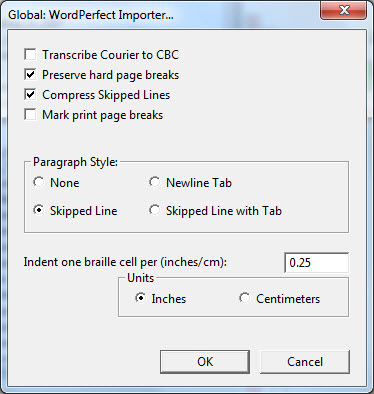 Global: WordPerfect Importer...
Transcribe Courier to CBC
Preserve hard page breaks
Compress Skipped Lines
Mark print page breaks
Paragraph Style:
None Newline Tab
Skipped Line Skipped Line with Tab
Indent one braille cell per (inches/cm): 0.25
Units
Inches Centimeters
OK Cancel